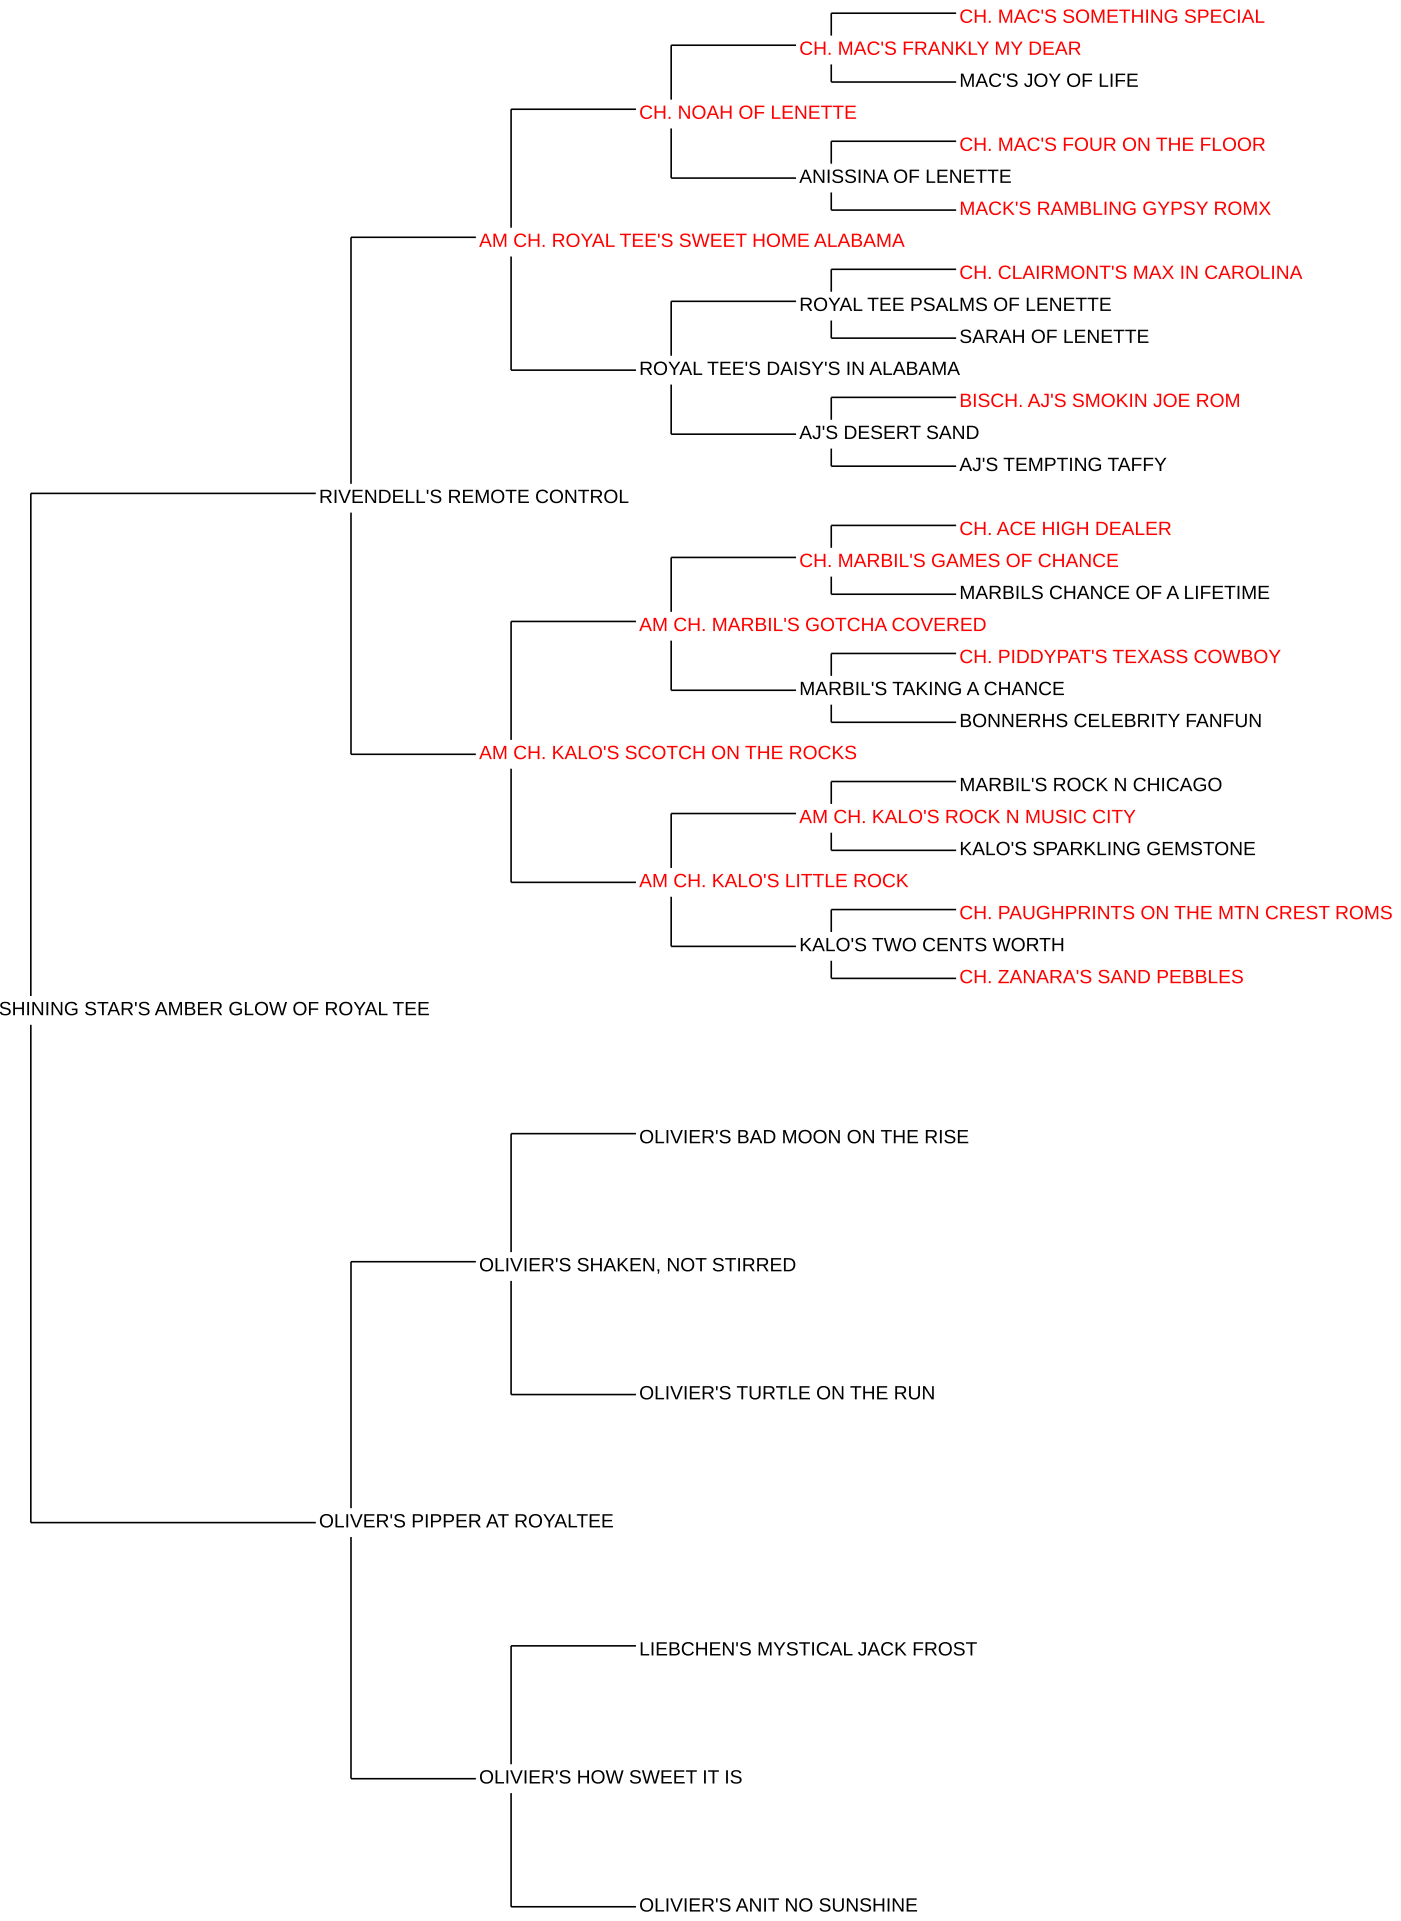 CH. MAC'S SOMETHING SPECIAL
CH. MAC'S FRANKLY MY DEAR
MAC'S JOY OF LIFE
CH. NOAH OF LENETTE
CH. MAC'S FOUR ON THE FLOOR
ANISSINA OF LENETTE
MACK'S RAMBLING GYPSY ROMX
AM CH. ROYAL TEE'S SWEET HOME ALABAMA
CH. CLAIRMONT'S MAX IN CAROLINA
ROYAL TEE PSALMS OF LENETTE
SARAH OF LENETTE
ROYAL TEE'S DAISY'S IN ALABAMA
BISCH. AJ'S SMOKIN JOE ROM
AJ'S DESERT SAND
AJ'S TEMPTING TAFFY
RIVENDELL'S REMOTE CONTROL
CH. ACE HIGH DEALER
CH. MARBIL'S GAMES OF CHANCE
MARBILS CHANCE OF A LIFETIME
AM CH. MARBIL'S GOTCHA COVERED
CH. PIDDYPAT'S TEXASS COWBOY
MARBIL'S TAKING A CHANCE
BONNERHS CELEBRITY FANFUN
AM CH. KALO'S SCOTCH ON THE ROCKS
MARBIL'S ROCK N CHICAGO
AM CH. KALO'S ROCK N MUSIC CITY
KALO'S SPARKLING GEMSTONE
AM CH. KALO'S LITTLE ROCK
CH. PAUGHPRINTS ON THE MTN CREST ROMS
KALO'S TWO CENTS WORTH
CH. ZANARA'S SAND PEBBLES
SHINING STAR'S AMBER GLOW OF ROYAL TEE
OLIVIER'S BAD MOON ON THE RISE
OLIVIER'S SHAKEN, NOT STIRRED
OLIVIER'S TURTLE ON THE RUN
OLIVER'S PIPPER AT ROYALTEE
LIEBCHEN'S MYSTICAL JACK FROST
OLIVIER'S HOW SWEET IT IS
OLIVIER'S ANIT NO SUNSHINE